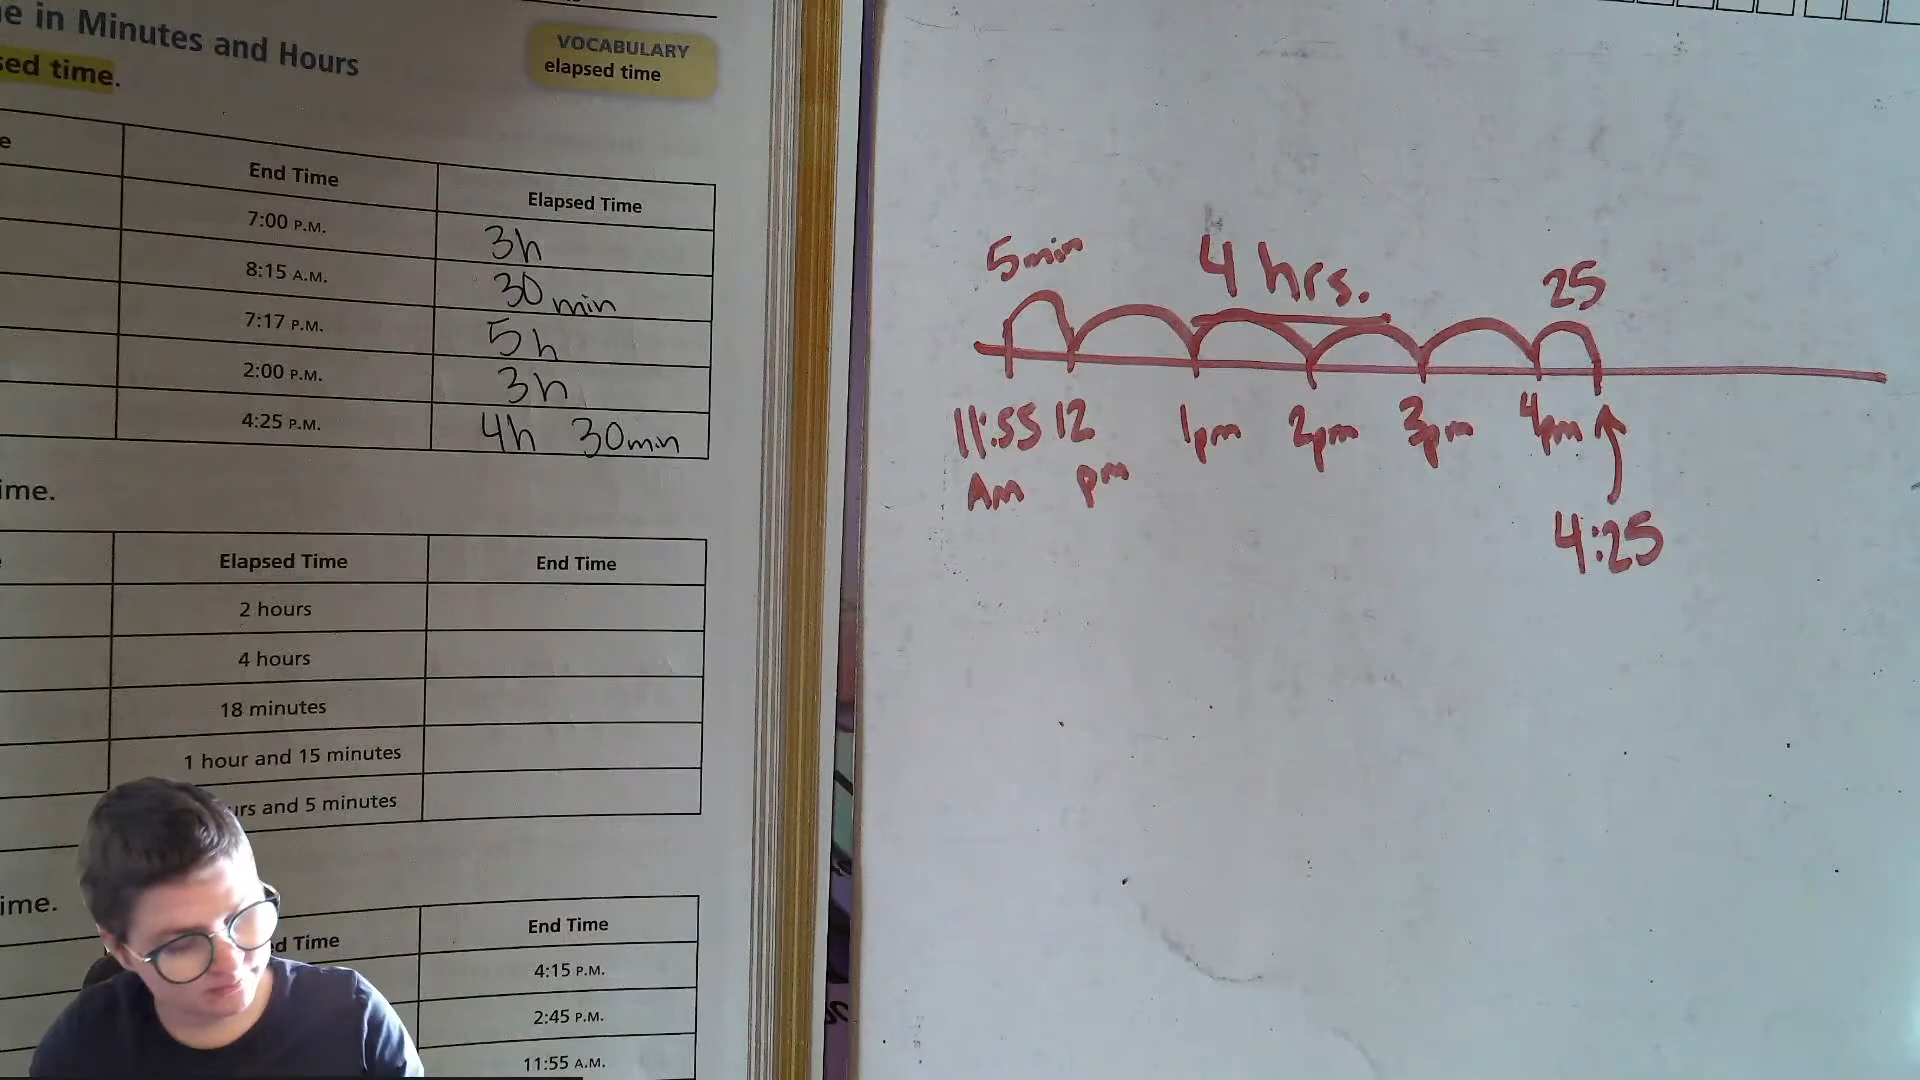 e in Minutes and Hours
sed time.
VOCABULARY
elapsed time
e
End Time
Elapsed Time
7:00 P.M.
3h
8:15 A.M.
30 min
7:17 P.M.
5h
2:00 P.M.
3h
4:25 P.M.
4h 30min
ime.
Elapsed Time
End Time
2 hours
4 hours
18 minutes
1 hour and 15 minutes
urs and 5 minutes
ime.
d Time
End Time
4:15 P.M.
2:45 P.M.
11:55 A.M.
5min
4 hrs.
25
11:55 12 1pm 2pm 3pm 4pm
Am pm
4:25